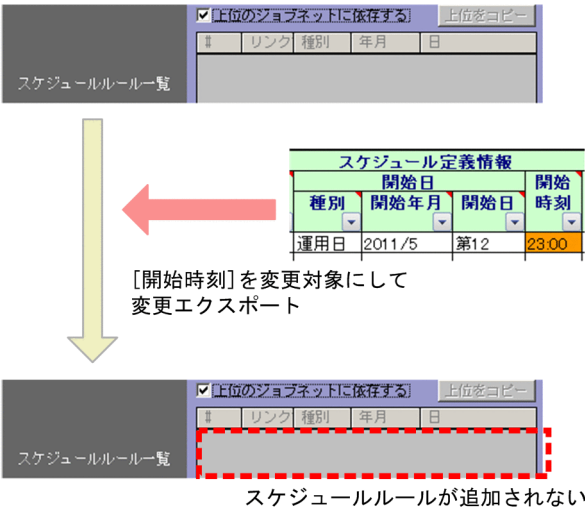 上位のジョブネットに依存する 上位をコピー
# リンク 種別 年月 日
スケジュールルール一覧
スケジュール定義情報
開始日 開始時刻
種別 開始年月 開始日
運用日 2011/5 第12 23:00
[開始時刻]を変更対象にして
変更エクスポート
上位のジョブネットに依存する 上位をコピー
# リンク 種別 年月 日
スケジュールルール一覧
スケジュールルールが追加されない